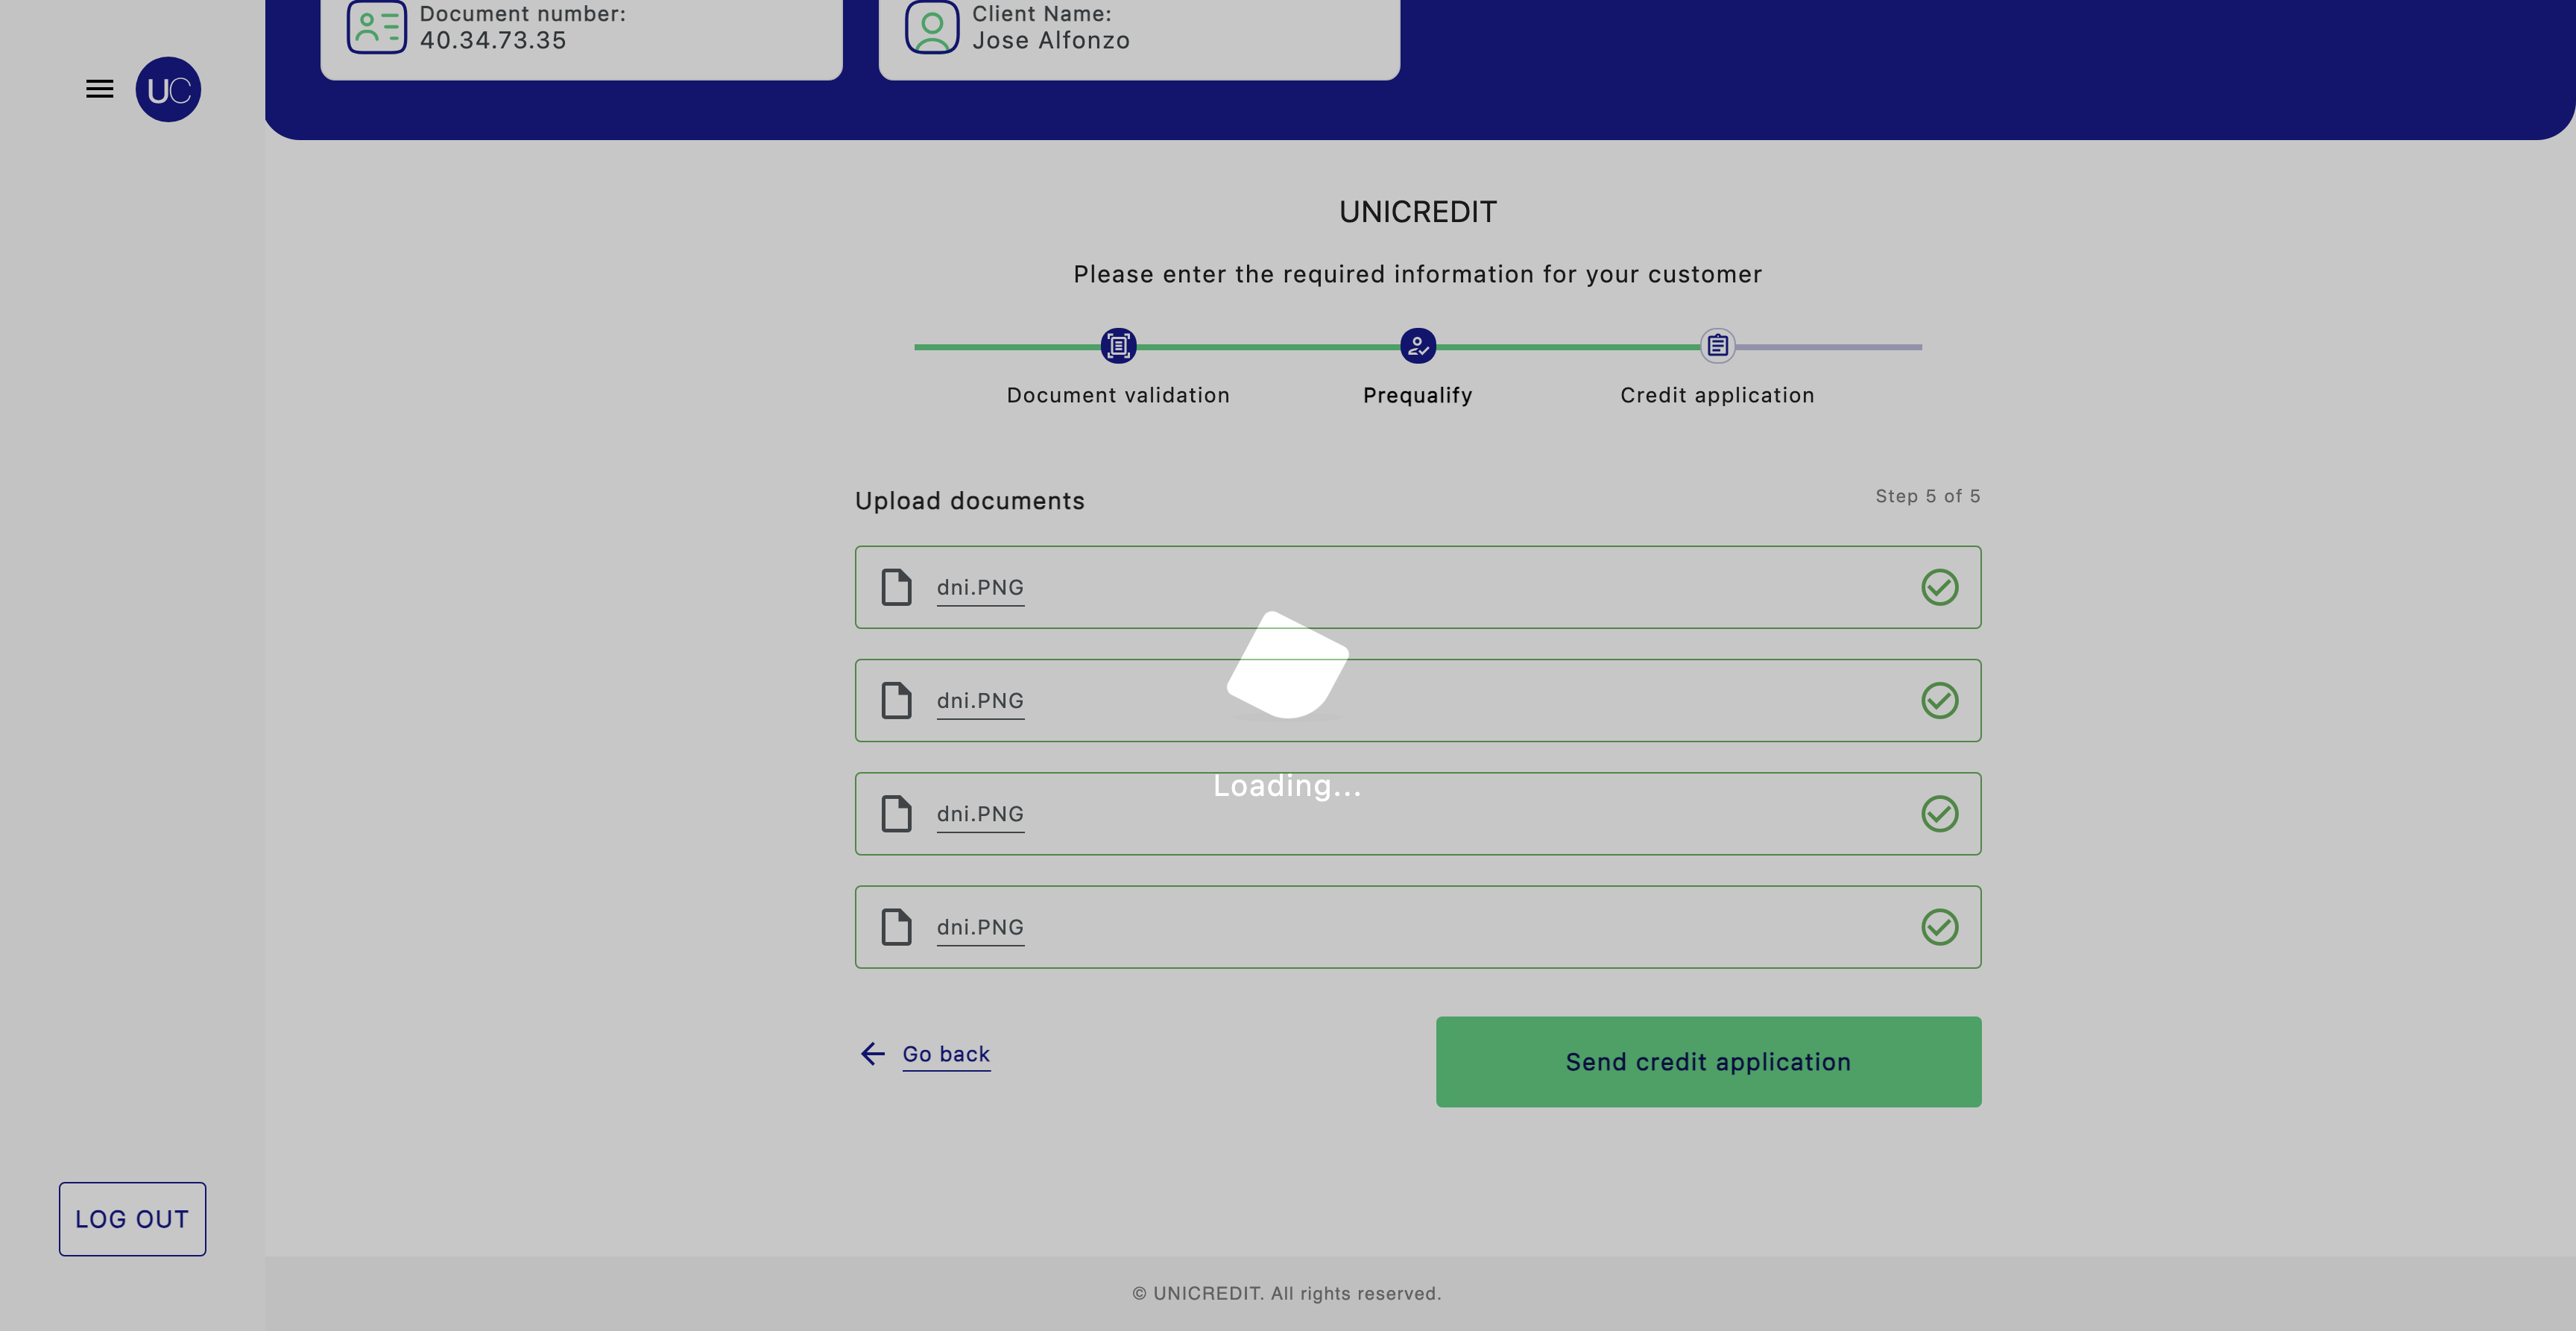 Document number:
40.34.73.35
Client Name:
Jose Alfonzo
UC
UNICREDIT
Please enter the required information for your customer
Document validation
Prequalify
Credit application
Upload documents
Step 5 of 5
dni.PNG
dni.PNG
Loading...
dni.PNG
dni.PNG
Go back
Send credit application
LOG OUT
© UNICREDIT. All rights reserved.